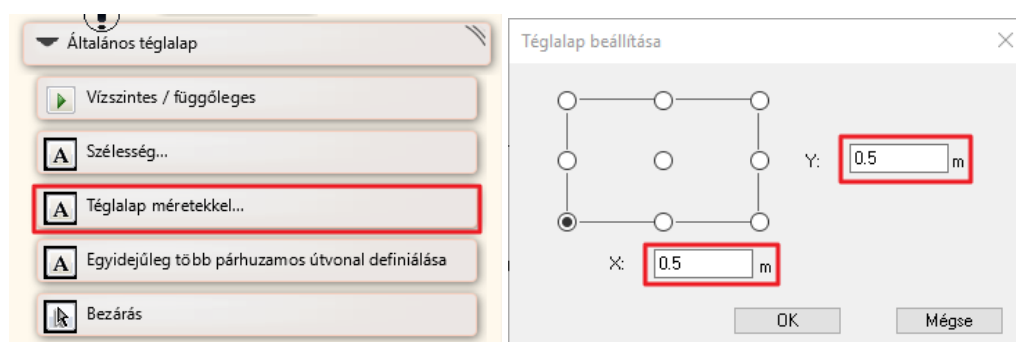 Általános téglalap
Vízszintes / függőleges
A Szélesség...
A Téglalap méretekkel...
A Egyidejűleg több párhuzamos útvonal definiálása
Bezárás
Téglalap beállítása
Y: 0.5 m
X: 0.5 m
OK Mégse